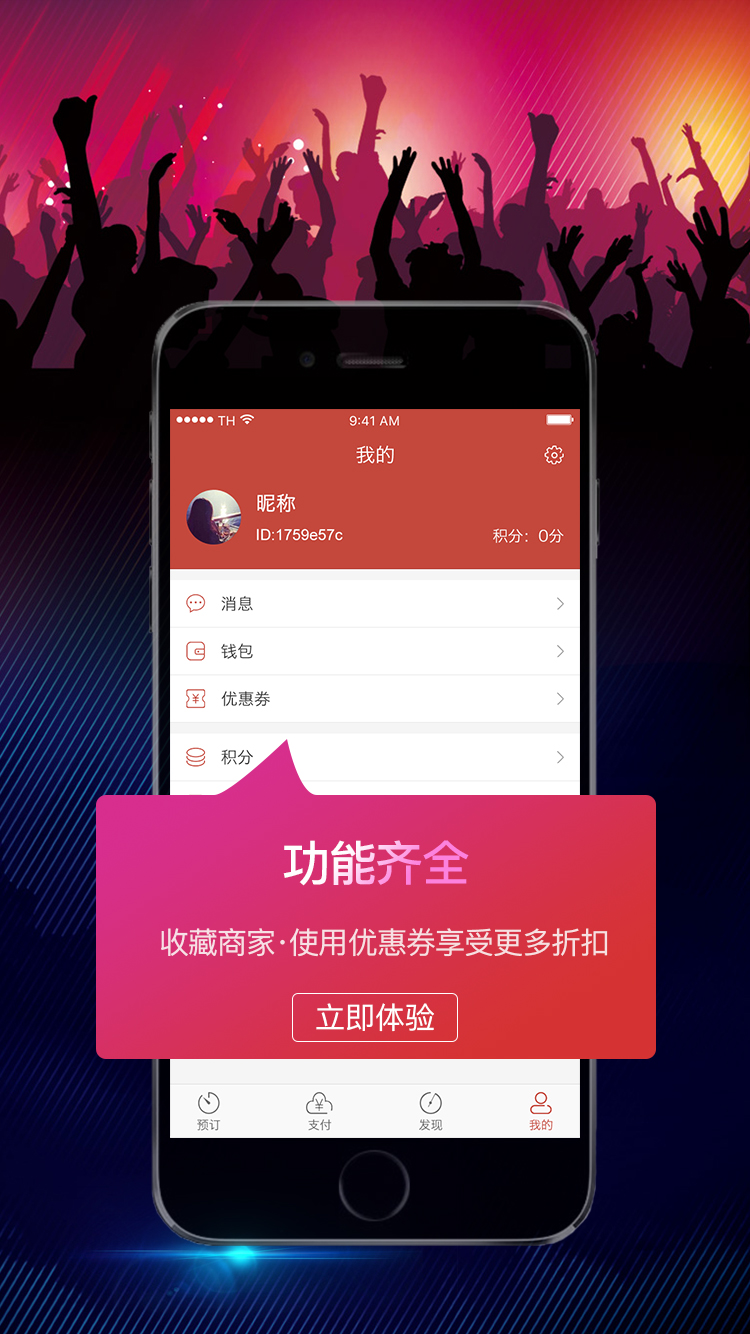 TH 9:41 AM
我的
昵称
ID:1759e57c 积分：0分
消息
钱包
优惠券
积分
功能齐全
收藏商家·使用优惠券享受更多折扣
立即体验
预订 支付 发现 我的